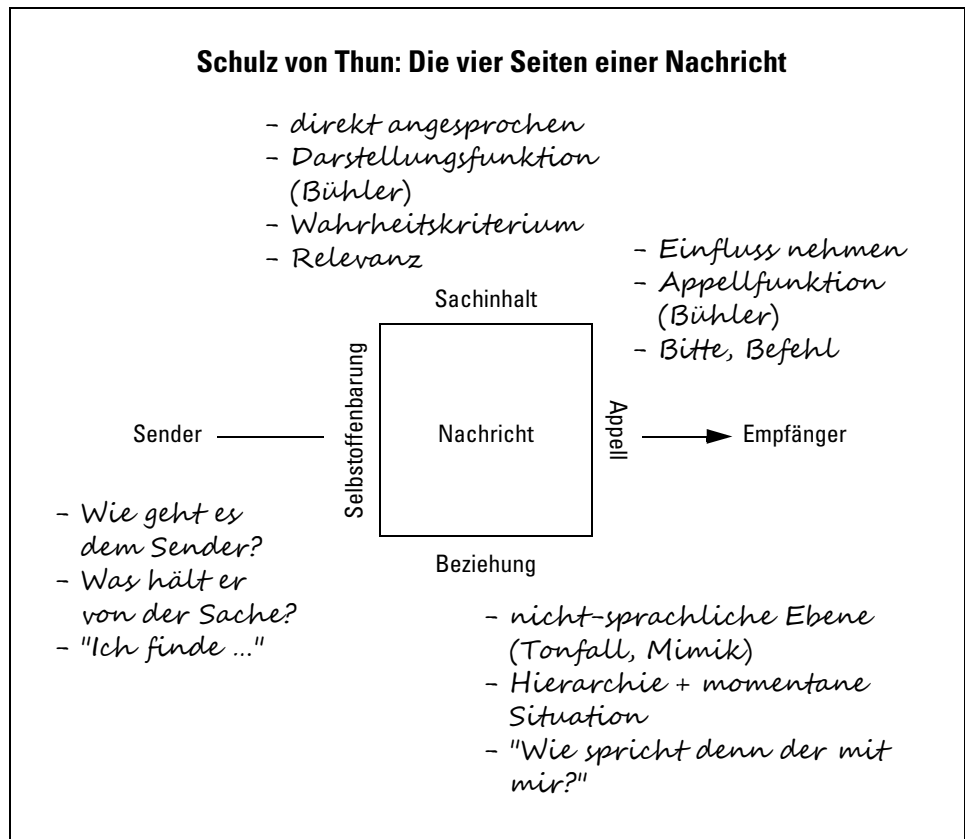 Schulz von Thun: Die vier Seiten einer Nachricht
- direkt angesprochen
- Darstellungsfunktion
(Bühler)
- Wahrheitskriterium
- Relevanz
- Einfluss nehmen
- Appellfunktion
(Bühler)
- Bitte, Befehl
Sachinhalt
Selbstoffenbarung
Sender
Nachricht
Appell
Empfänger
- Wie geht es
dem Sender?
- Was hält er
von der Sache?
- "Ich finde ..."
Beziehung
- nicht-sprachliche Ebene
(Tonfall, Mimik)
- Hierarchie + momentane
Situation
- "Wie spricht denn der mit
mir?"